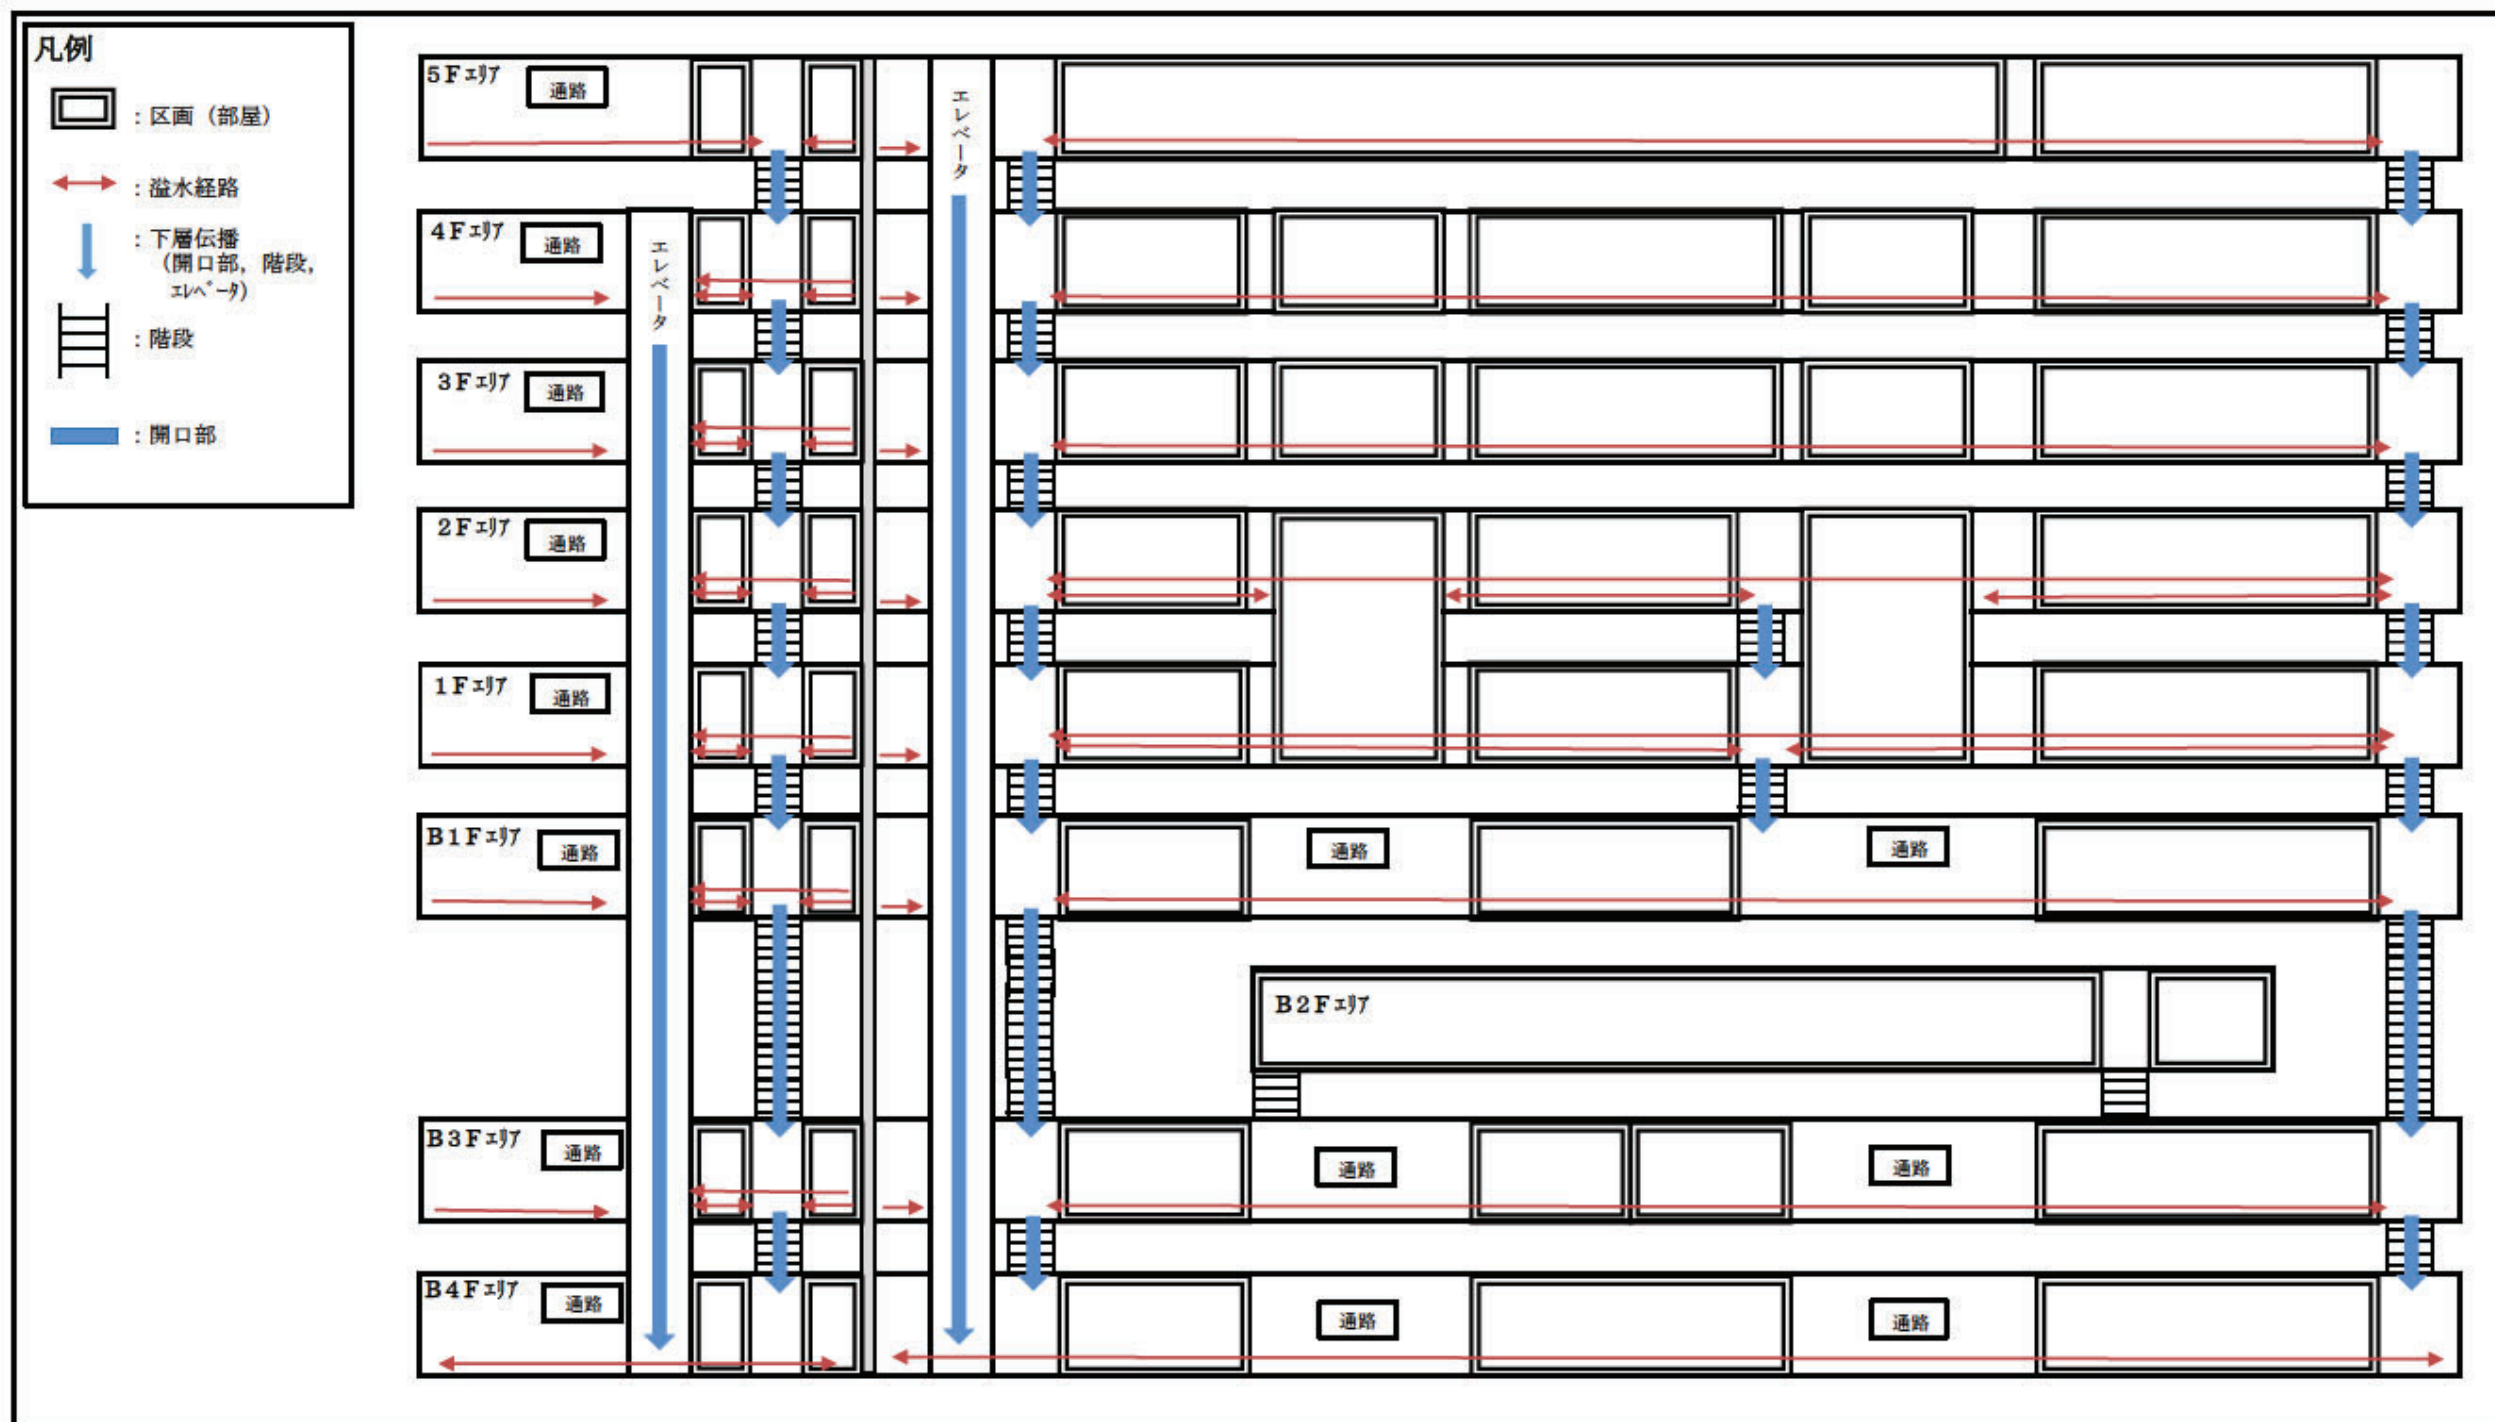 凡例
：区画（部屋）
：溢水経路
：下層伝播
（開口部，階段，
ｴﾚﾍﾞｰﾀ）
：階段
：開口部
５Ｆｴﾘｱ
通路
エレベータ
４Ｆｴﾘｱ
通路
エレベータ
３Ｆｴﾘｱ
通路
２Ｆｴﾘｱ
通路
１Ｆｴﾘｱ
通路
Ｂ１Ｆｴﾘｱ
通路
通路
通路
Ｂ２Ｆｴﾘｱ
Ｂ３Ｆｴﾘｱ
通路
通路
通路
Ｂ４Ｆｴﾘｱ
通路
通路
通路